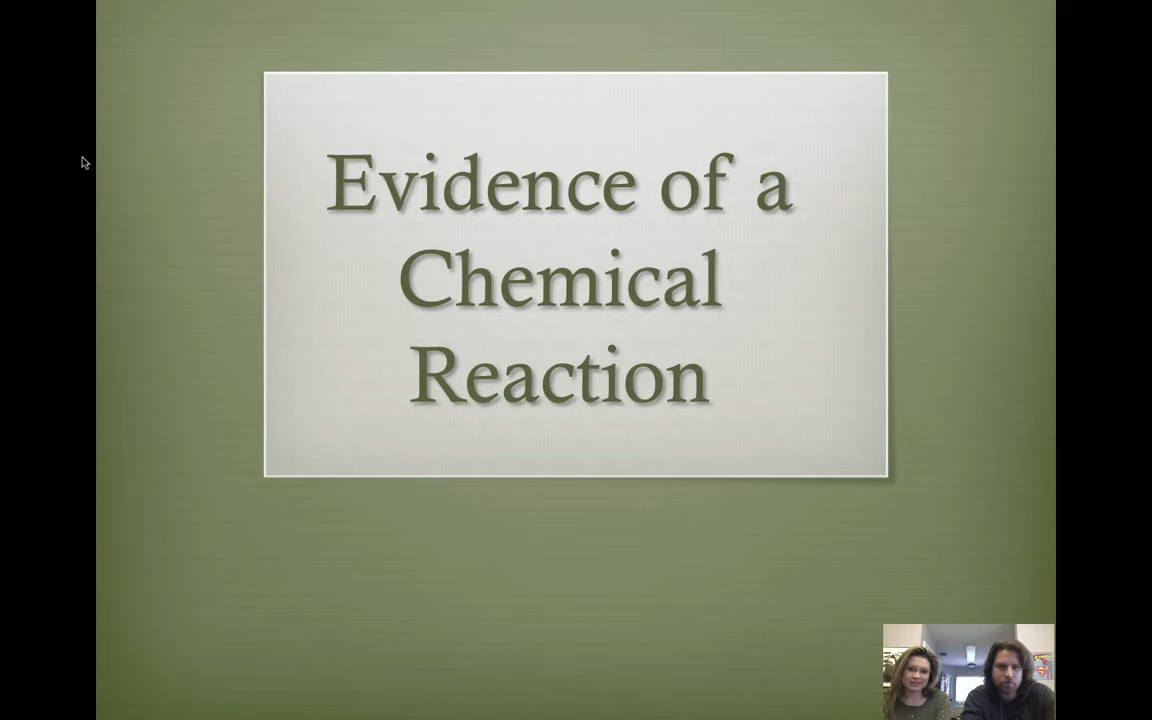 Evidence of a
Chemical
Reaction